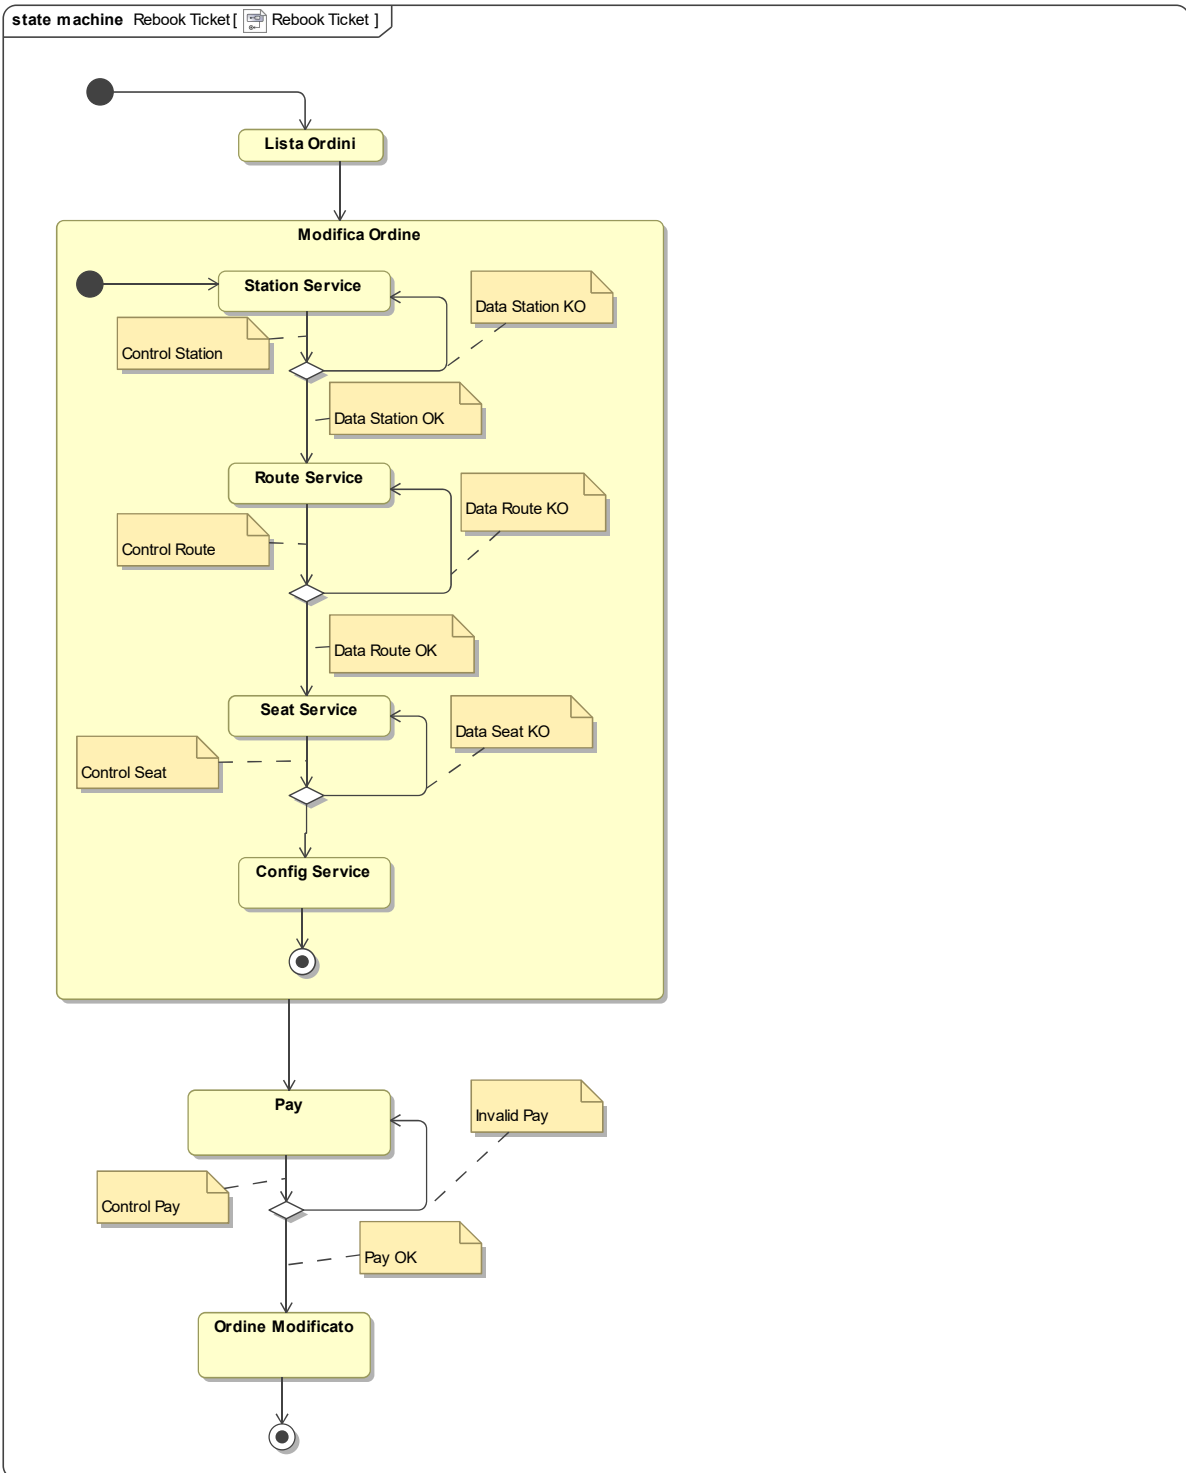 state machine Rebook Ticket [ Rebook Ticket ]
Lista Ordini
Modifica Ordine
Station Service
Data Station KO
Control Station
Data Station OK
Route Service
Data Route KO
Control Route
Data Route OK
Seat Service
Data Seat KO
Control Seat
Config Service
Pay
Invalid Pay
Control Pay
Pay OK
Ordine Modificato